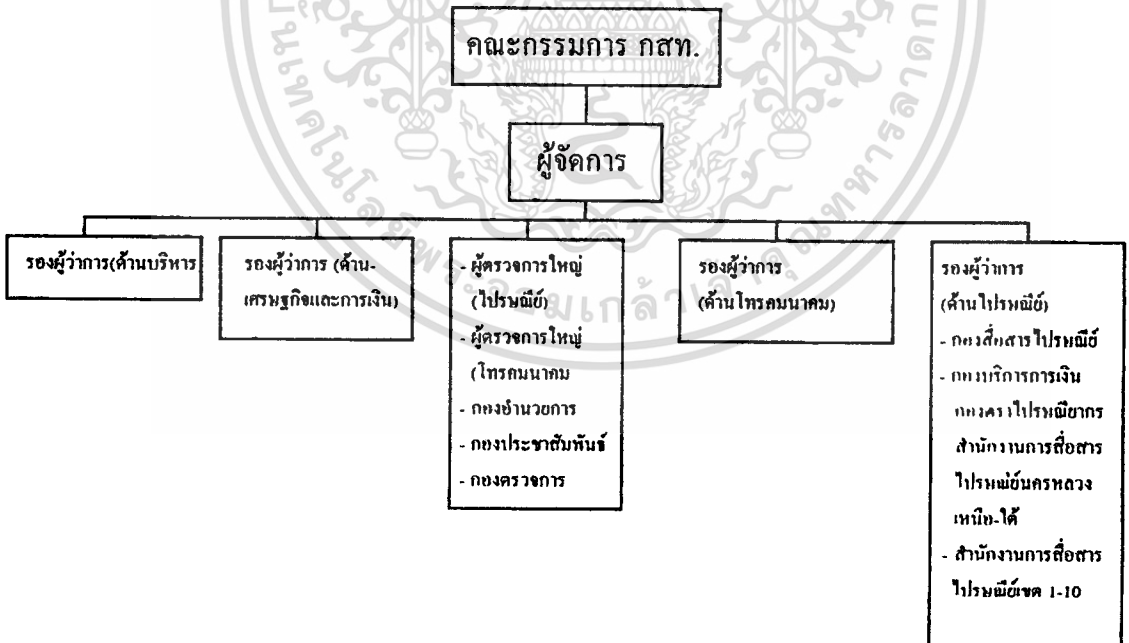 คณะกรรมการ กสท.
ผู้จัดการ
รองผู้ว่าการ(ด้านบริหาร
รองผู้ว่าการ (ด้าน-
เศรษฐกิจและการเงิน)
- ผู้ตรวจการใหญ่
(ไปรษณีย์)
- ผู้ตรวจการใหญ่
(โทรคมนาคม
- กองอำนวยการ
- กองประชาสัมพันธ์
- กองตรวจการ
รองผู้ว่าการ
(ด้านโทรคมนาคม)
รองผู้ว่าการ
(ด้านไปรษณีย์)
- กองสื่อสารไปรษณีย์
- กองบริการการเงิน
กองตราไปรษณียากร
สำนักงานการสื่อสาร
ไปรษณีย์นครหลวง
เหนือ-ใต้
- สำนักงานการสื่อสาร
ไปรษณีย์เขต 1-10